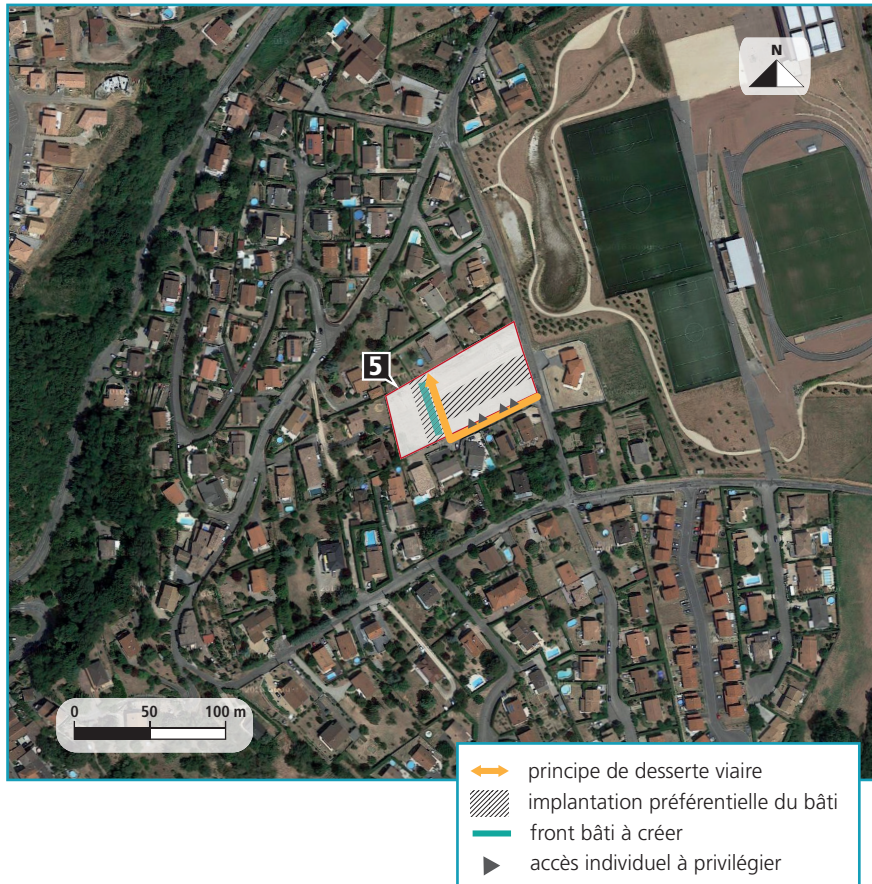 N
5
0 50 100 m
principe de desserte viaire
implantation préférentielle du bâti
front bâti à créer
accès individuel à privilégier